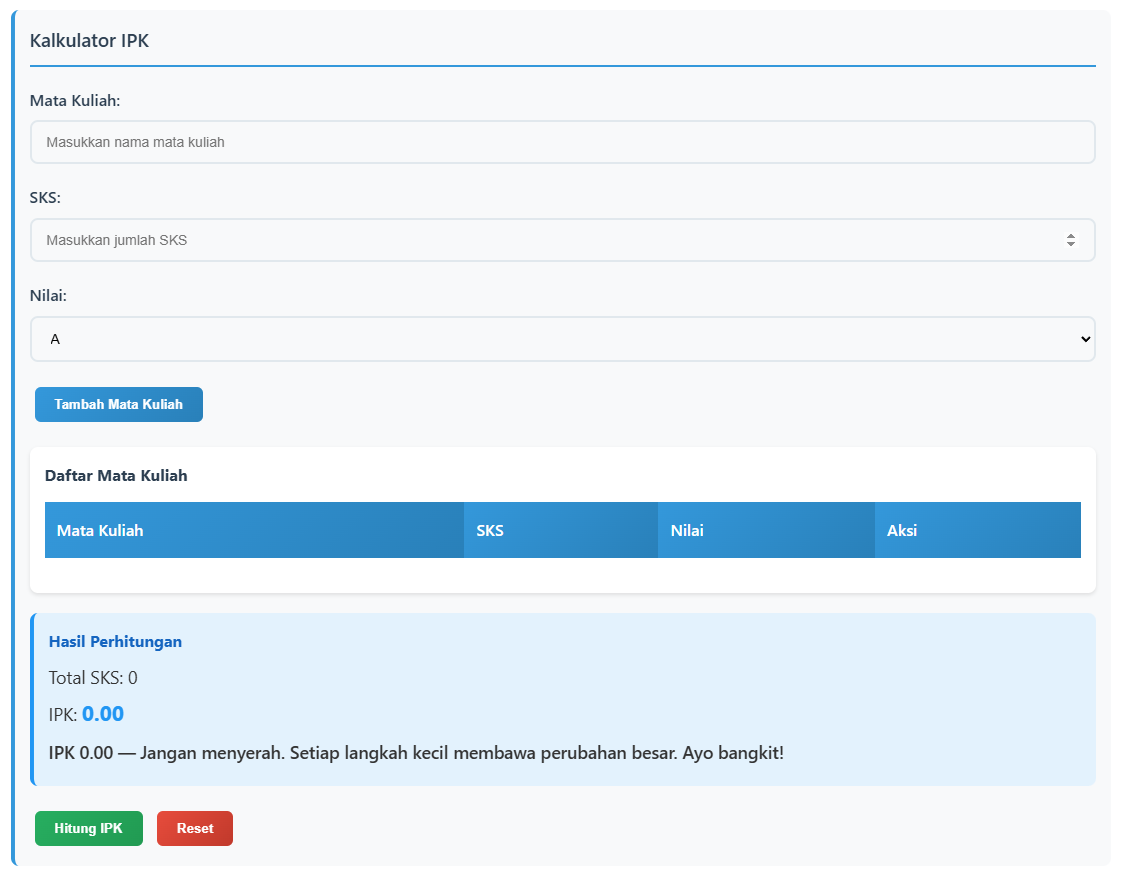 Kalkulator IPK
Mata Kuliah:
Masukkan nama mata kuliah
SKS:
Masukkan jumlah SKS
Nilai:
A
Tambah Mata Kuliah
Daftar Mata Kuliah
Mata Kuliah SKS Nilai Aksi
Hasil Perhitungan
Total SKS: 0
IPK: 0.00
IPK 0.00 — Jangan menyerah. Setiap langkah kecil membawa perubahan besar. Ayo bangkit!
Hitung IPK Reset